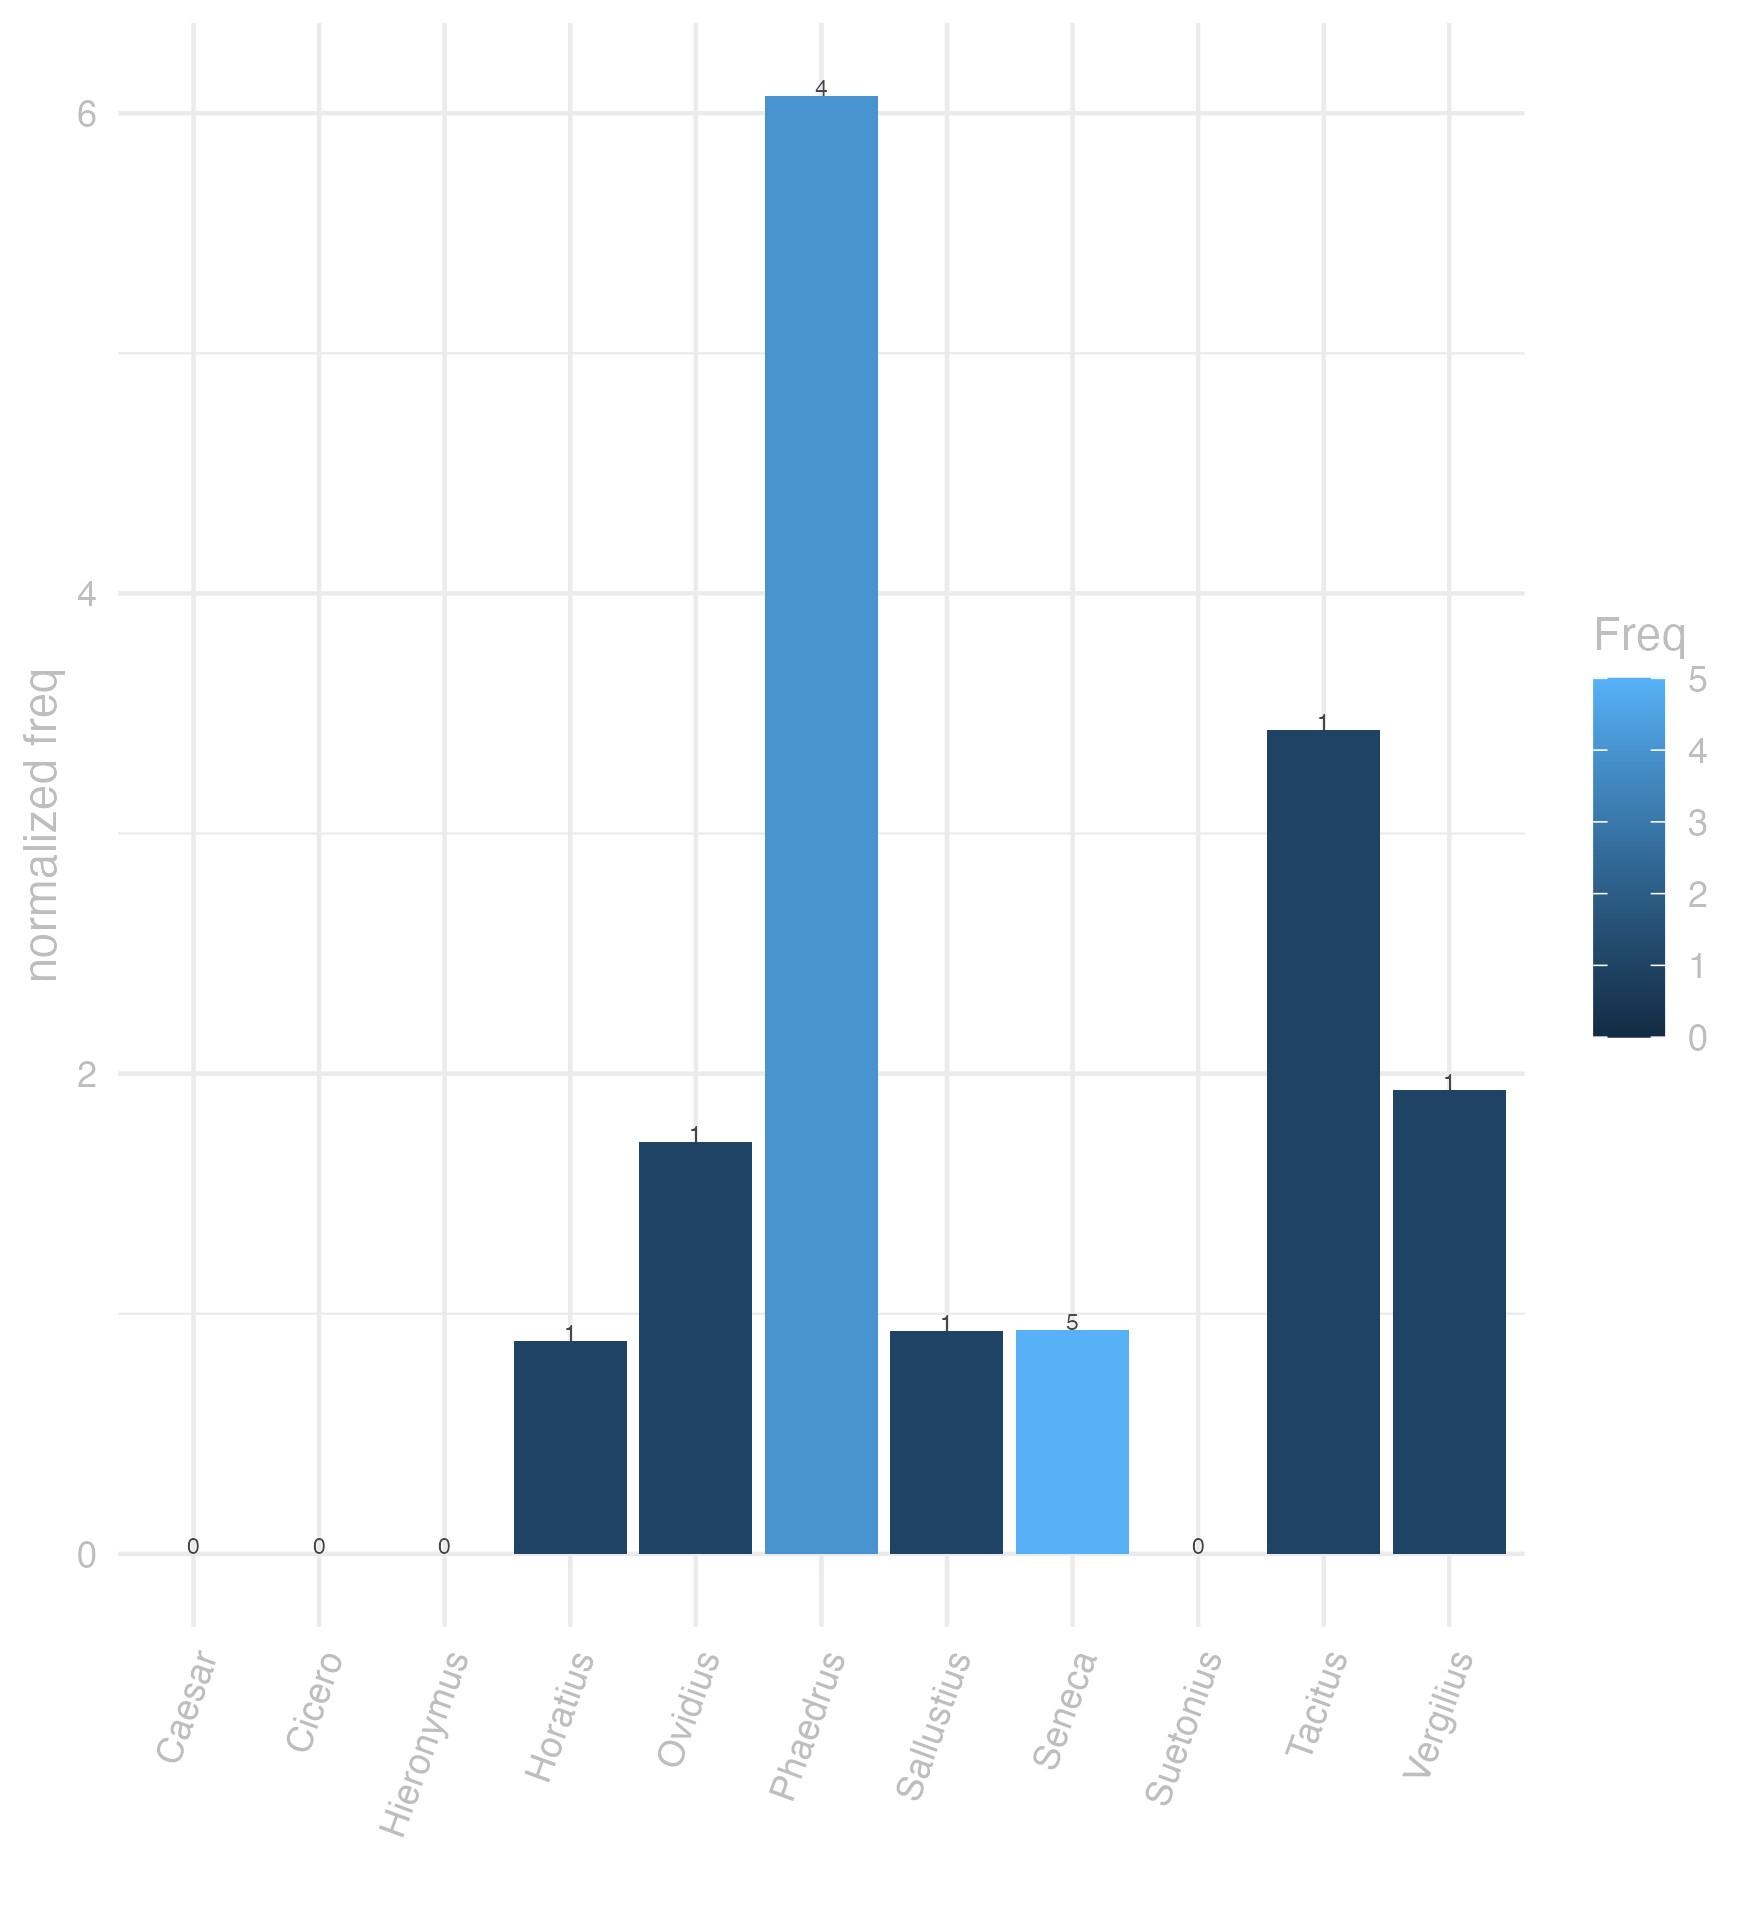 normalized freq
6
4
2
0
4
1
1
1
1
1
5
0
0
0
0
Caesar
Cicero
Hieronymus
Horatius
Ovidius
Phaedrus
Sallustius
Seneca
Suetonius
Tacitus
Vergilius
Freq
5
4
3
2
1
0